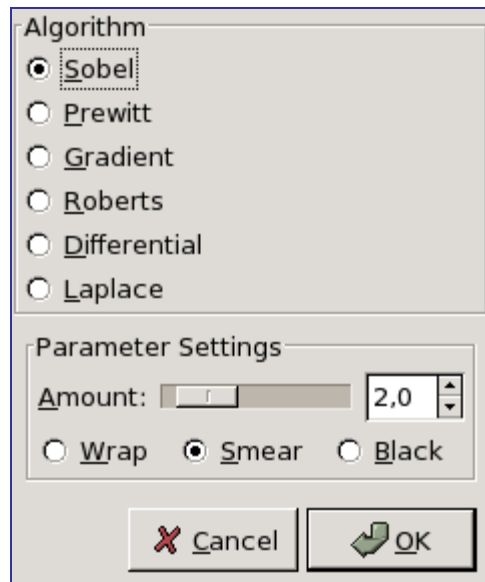 Algorithm
Sobel
Prewitt
Gradient
Roberts
Differential
Laplace
Parameter Settings
Amount: 2,0
Wrap Smear Black
Cancel OK